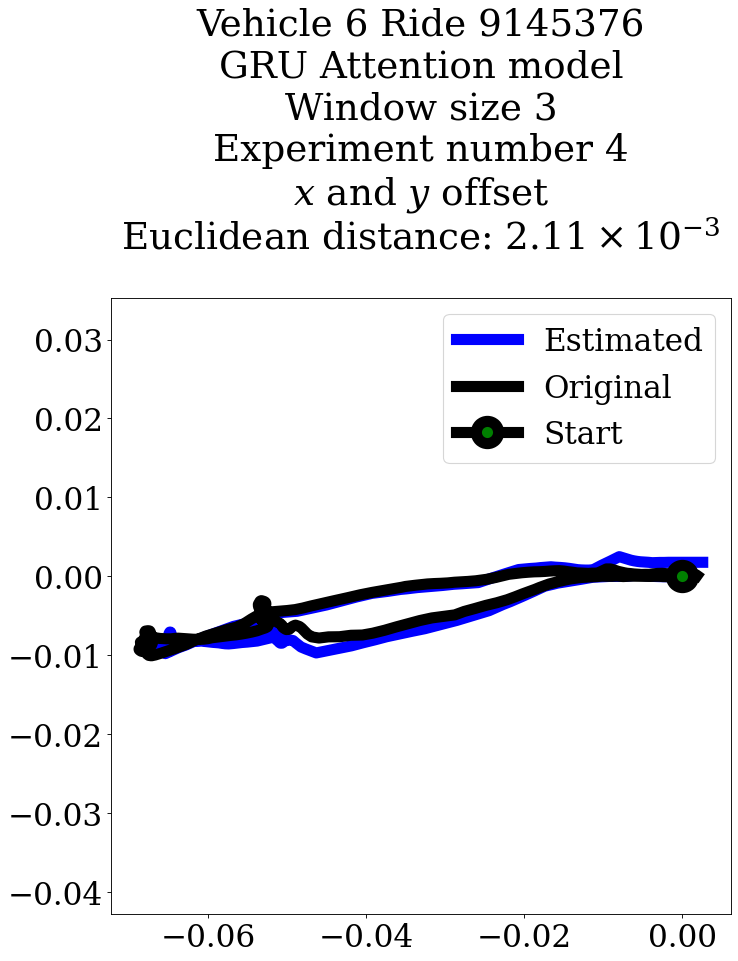 Vehicle 6 Ride 9145376
GRU Attention model
Window size 3
Experiment number 4
x and y offset
Euclidean distance: 2.11 × 10⁻³
Estimated
Original
Start
0.03
0.02
0.01
0.00
−0.01
−0.02
−0.03
−0.04
−0.06
−0.04
−0.02
0.00